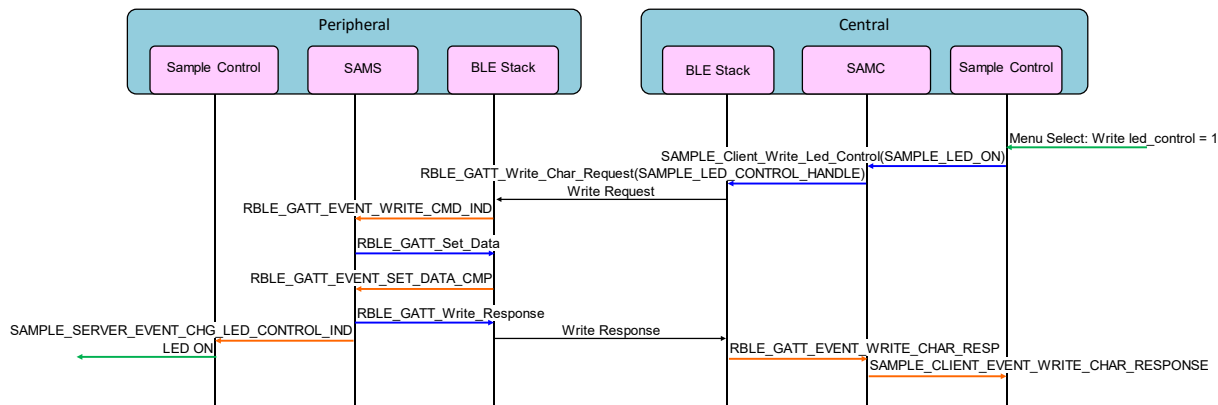 Peripheral
Central
Sample Control
SAMS
BLE Stack
BLE Stack
SAMC
Sample Control
Menu Select: Write led_control = 1
SAMPLE_Client_Write_Led_Control(SAMPLE_LED_ON)
RBLE_GATT_Write_Char_Request(SAMPLE_LED_CONTROL_HANDLE)
Write Request
RBLE_GATT_EVENT_WRITE_CMD_IND
RBLE_GATT_Set_Data
RBLE_GATT_EVENT_SET_DATA_CMP
RBLE_GATT_Write_Response
SAMPLE_SERVER_EVENT_CHG_LED_CONTROL_IND
Write Response
LED ON
RBLE_GATT_EVENT_WRITE_CHAR_RESP
SAMPLE_CLIENT_EVENT_WRITE_CHAR_RESPONSE